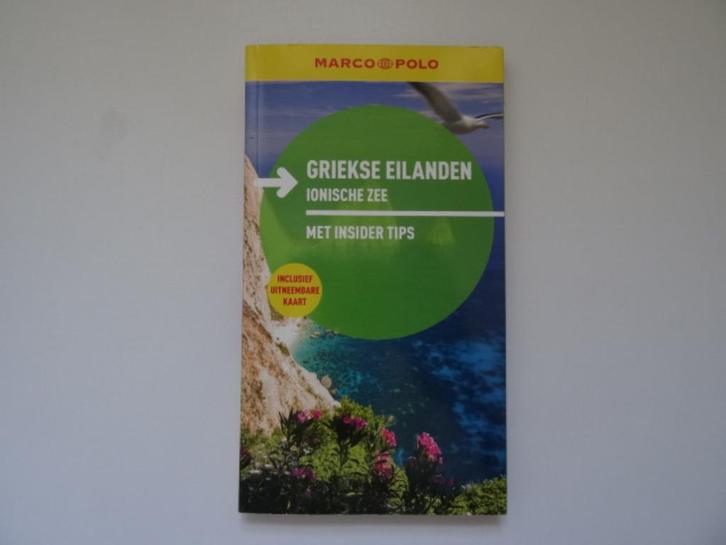 MARCO POLO
GRIEKSE EILANDEN
IONISCHE ZEE
MET INSIDER TIPS
INCLUSIEF
UITNEEMBARE
KAART